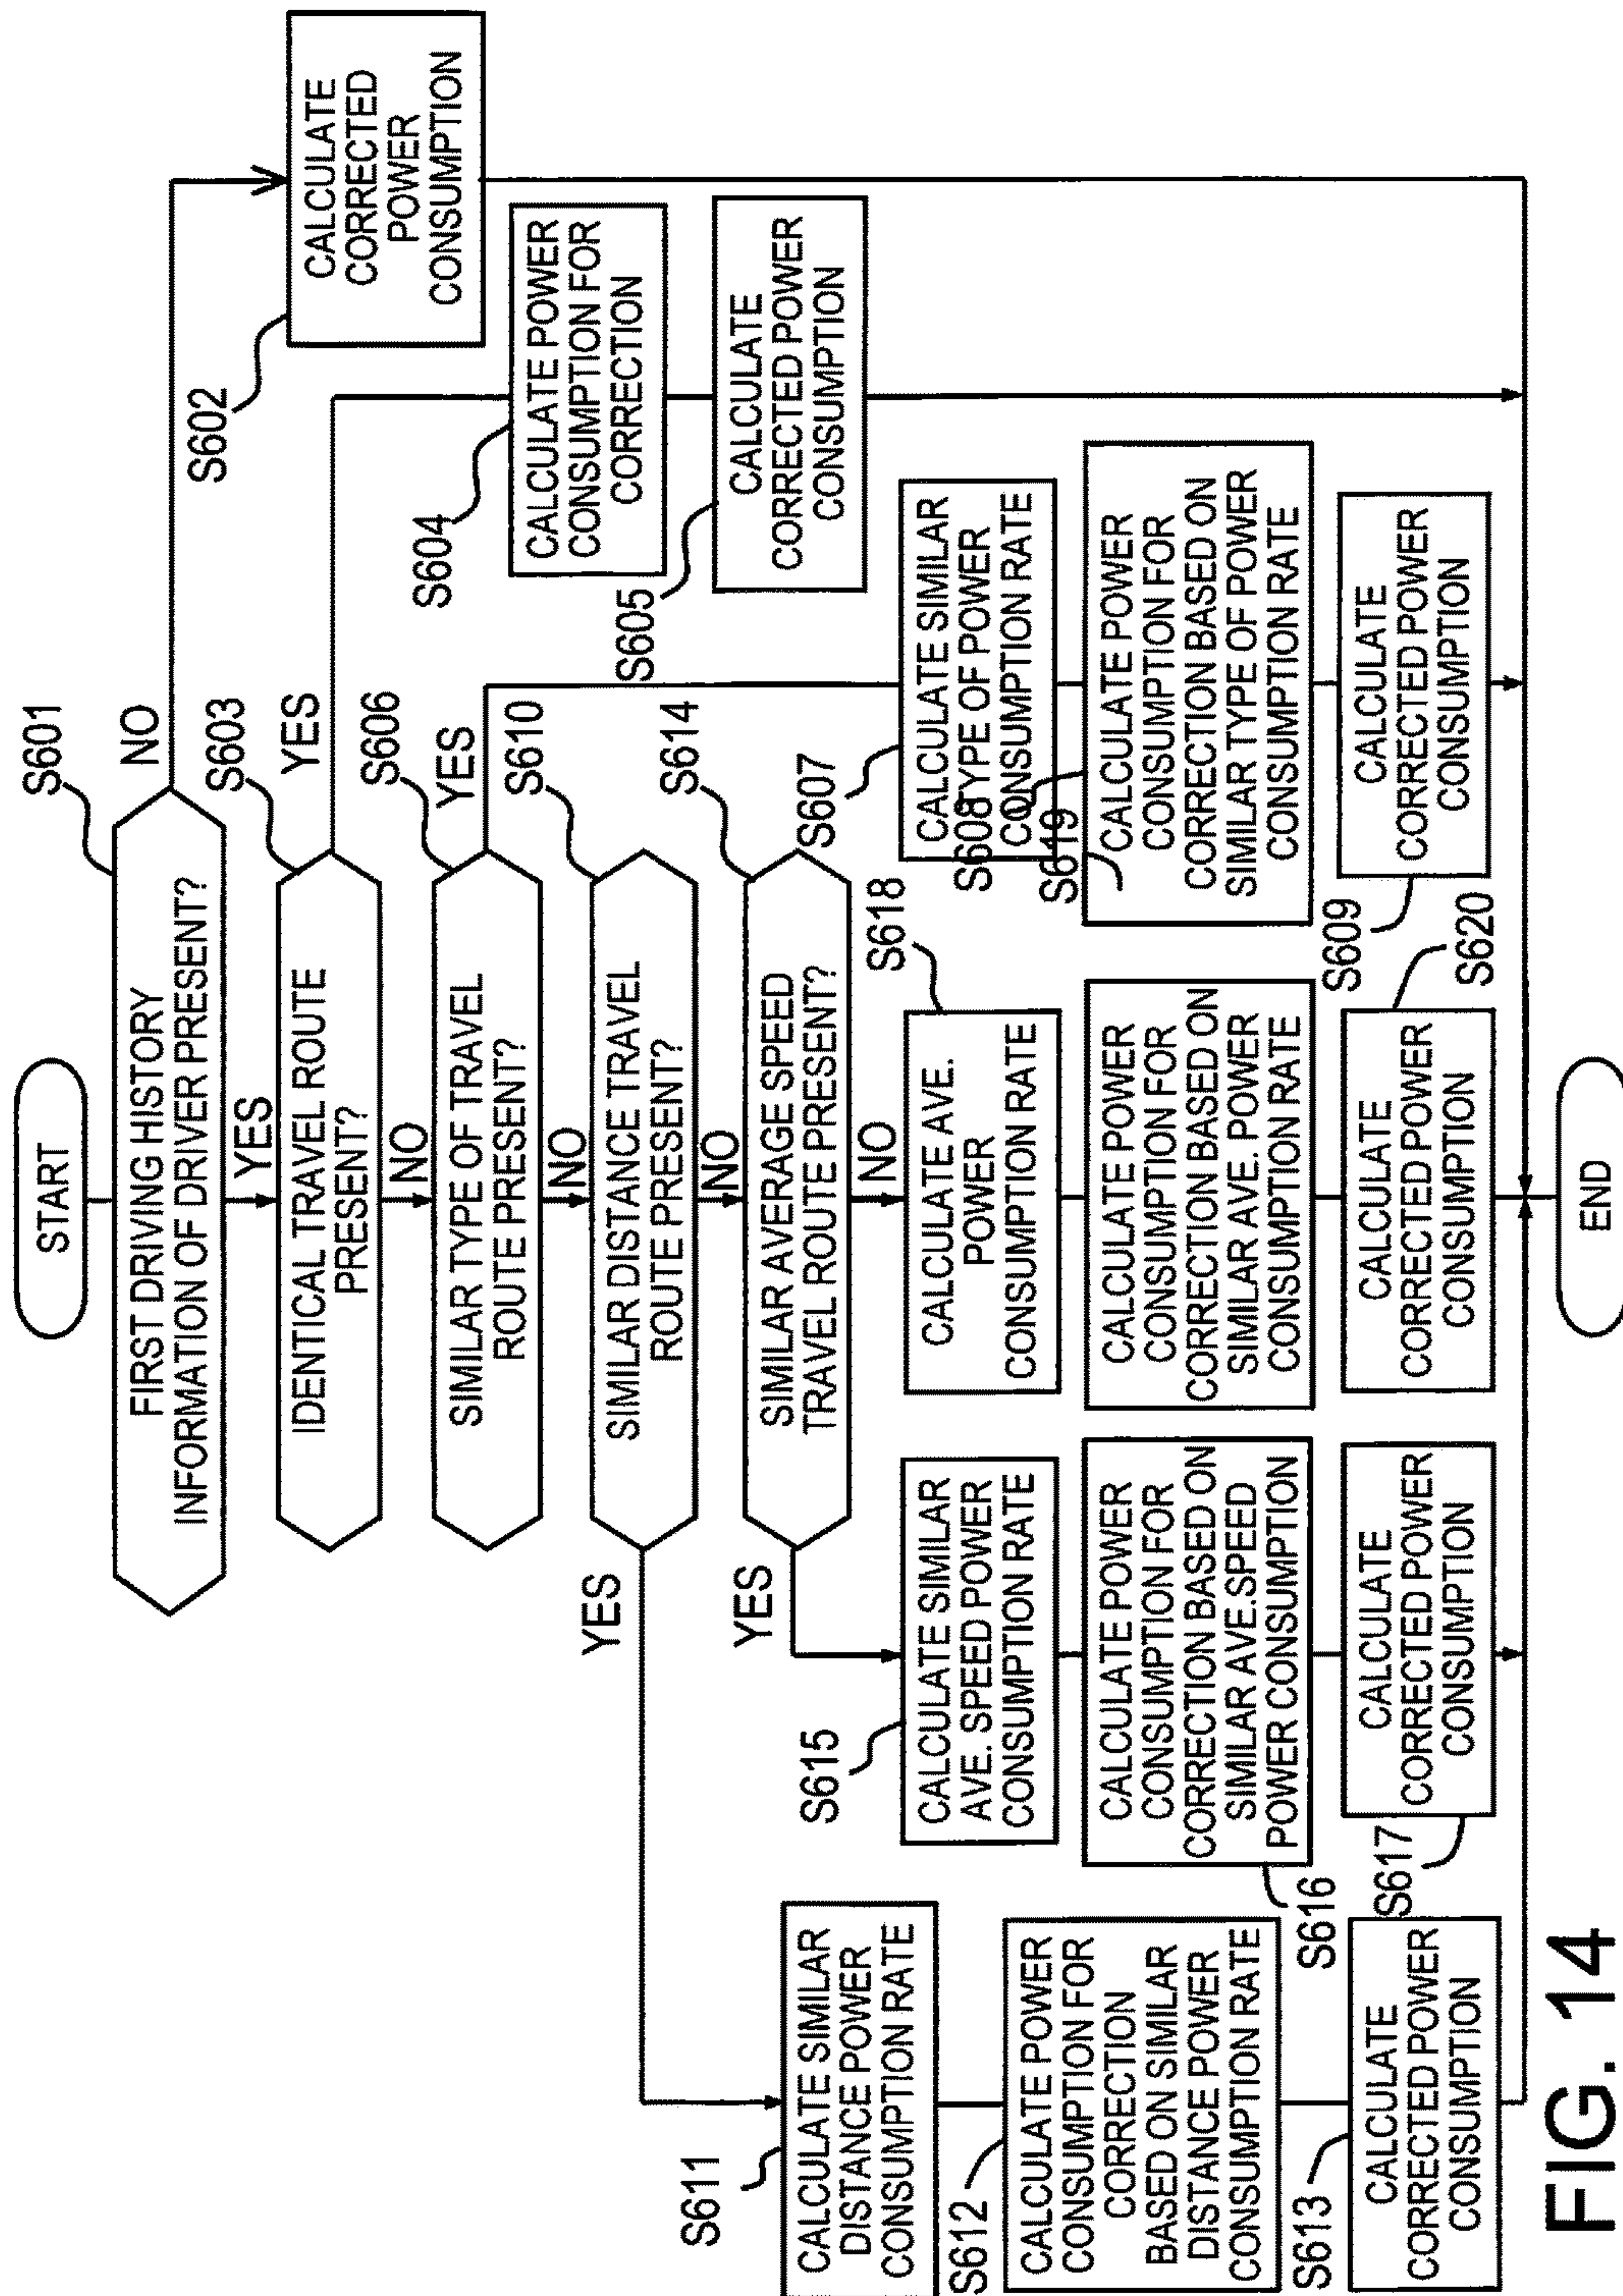 START
S601
FIRST DRIVING HISTORY
INFORMATION OF DRIVER PRESENT?
NO
YES
S602
CALCULATE
CORRECTED
POWER
CONSUMPTION
S603
IDENTICAL TRAVEL ROUTE
PRESENT?
YES
NO
S604
CALCULATE POWER
CONSUMPTION FOR
CORRECTION
S605
CALCULATE
CORRECTED POWER
CONSUMPTION
S606
SIMILAR TYPE OF TRAVEL
ROUTE PRESENT?
YES
NO
S607
CALCULATE SIMILAR
TYPE OF POWER
CONSUMPTION RATE
S608
CALCULATE POWER
CONSUMPTION FOR
CORRECTION BASED ON
SIMILAR TYPE OF POWER
CONSUMPTION RATE
S609
CALCULATE
CORRECTED POWER
CONSUMPTION
S610
SIMILAR DISTANCE TRAVEL
ROUTE PRESENT?
YES
NO
S611
CALCULATE SIMILAR
DISTANCE POWER
CONSUMPTION RATE
S612
CALCULATE POWER
CONSUMPTION FOR
CORRECTION
BASED ON SIMILAR
DISTANCE POWER
CONSUMPTION RATE
S613
CALCULATE
CORRECTED POWER
CONSUMPTION
S614
SIMILAR AVERAGE SPEED
TRAVEL ROUTE PRESENT?
YES
NO
S615
CALCULATE SIMILAR
AVE. SPEED POWER
CONSUMPTION RATE
S616
CALCULATE POWER
CONSUMPTION FOR
CORRECTION BASED ON
SIMILAR AVE.SPEED
POWER CONSUMPTION
S617
CALCULATE
CORRECTED POWER
CONSUMPTION
S618
CALCULATE AVE.
POWER
CONSUMPTION RATE
S619
CALCULATE POWER
CONSUMPTION FOR
CORRECTION BASED ON
SIMILAR AVE. POWER
CONSUMPTION RATE
S620
CALCULATE
CORRECTED POWER
CONSUMPTION
END
FIG. 14